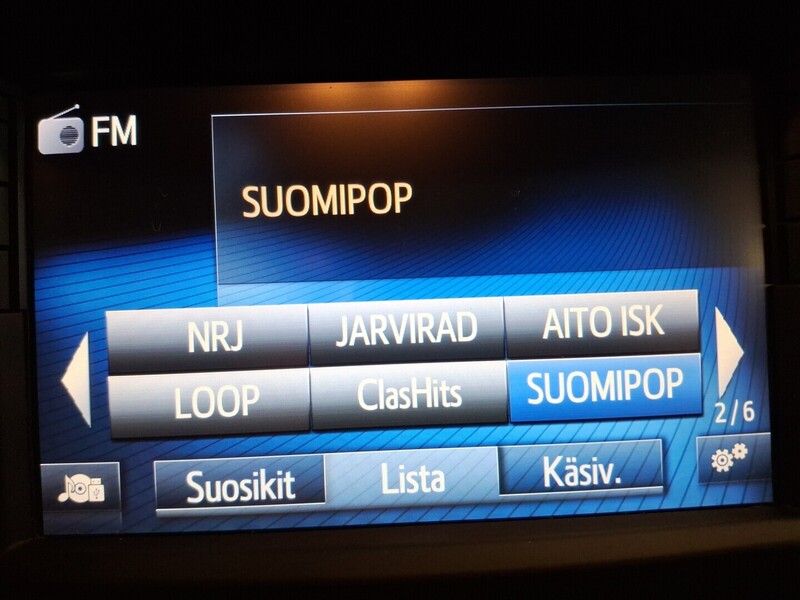 FM
SUOMIPOP
NRJ JARVIRAD AITO ISK
LOOP ClasHits SUOMIPOP
2/6
Suosikit Lista Käsiv.